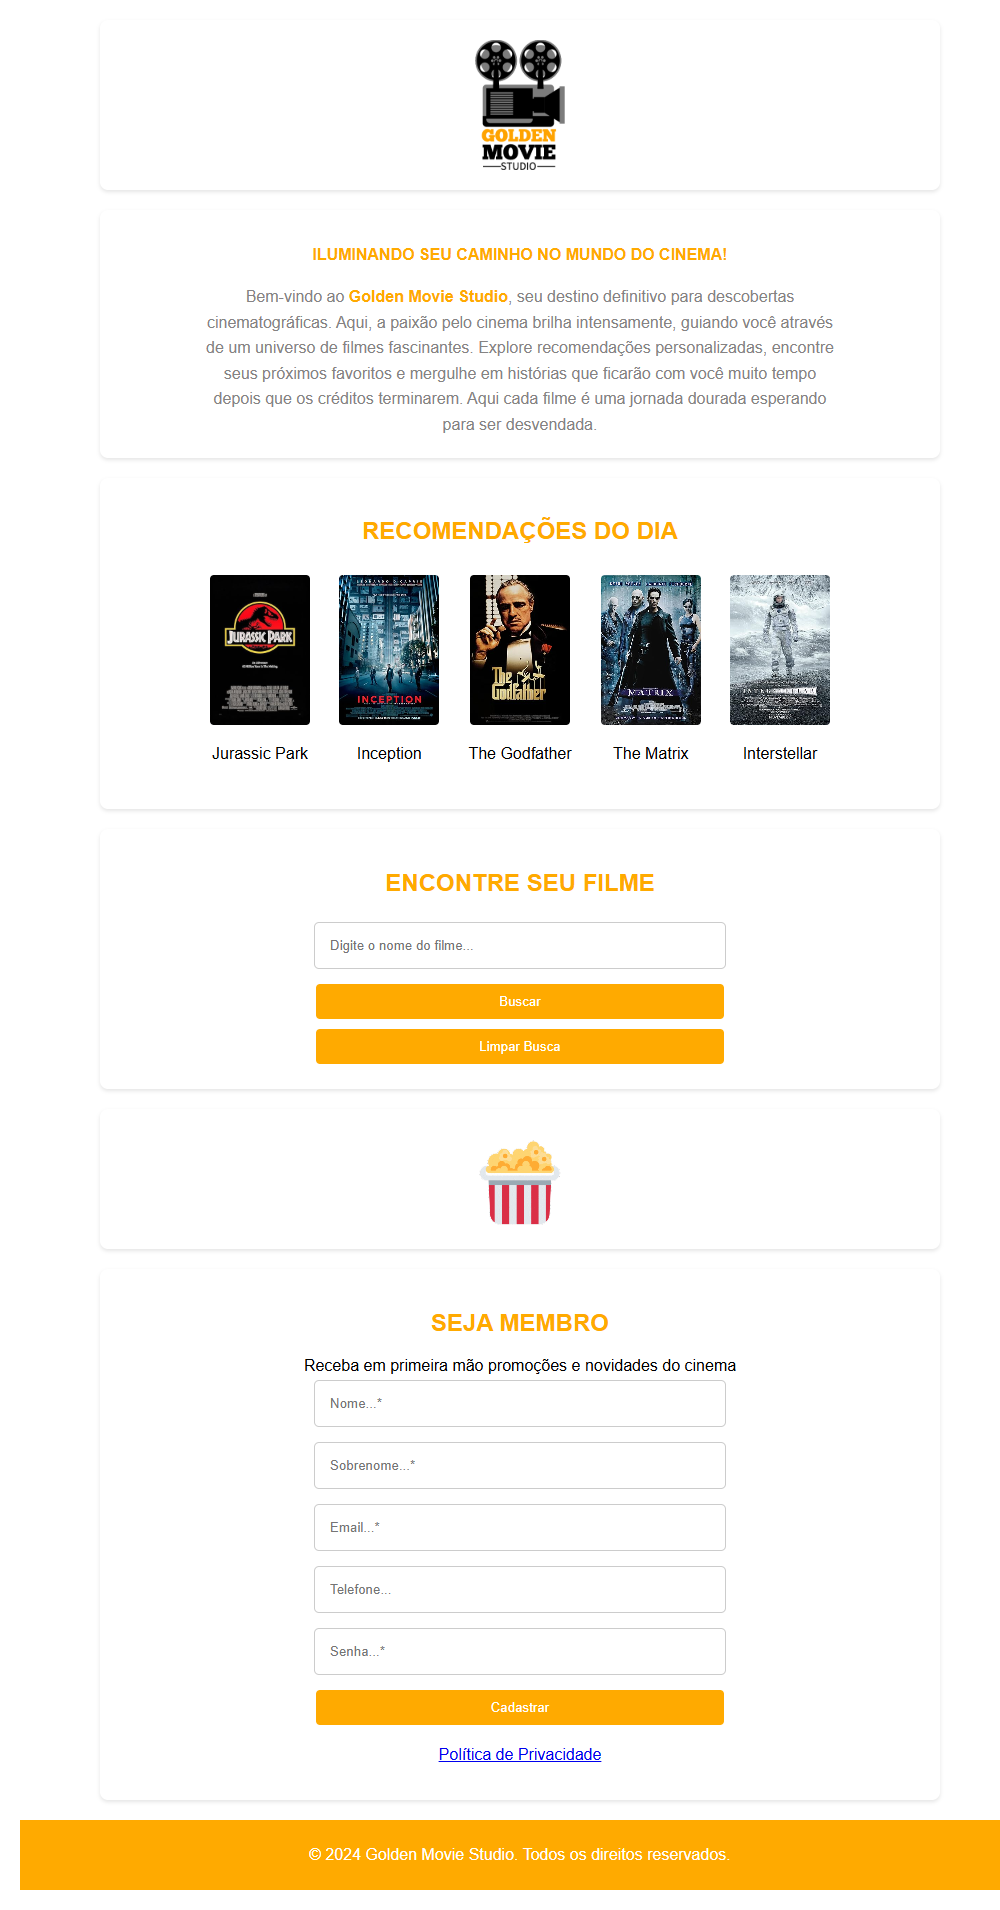 GOLDEN
MOVIE
STUDIO
ILUMINANDO SEU CAMINHO NO MUNDO DO CINEMA!
Bem-vindo ao Golden Movie Studio, seu destino definitivo para descobertas
cinematográficas. Aqui, a paixão pelo cinema brilha intensamente, guiando você através
de um universo de filmes fascinantes. Explore recomendações personalizadas, encontre
seus próximos favoritos e mergulhe em histórias que ficarão com você muito tempo
depois que os créditos terminarem. Aqui cada filme é uma jornada dourada esperando
para ser desvendada.
RECOMENDAÇÕES DO DIA
JURASSIC PARK
INCEPTION
The Godfather
MATRIX
INTERSTELLAR
Jurassic Park
Inception
The Godfather
The Matrix
Interstellar
ENCONTRE SEU FILME
Digite o nome do filme...
Buscar
Limpar Busca
SEJA MEMBRO
Receba em primeira mão promoções e novidades do cinema
Nome...*
Sobrenome...*
Email...*
Telefone...
Senha...*
Cadastrar
Política de Privacidade
© 2024 Golden Movie Studio. Todos os direitos reservados.